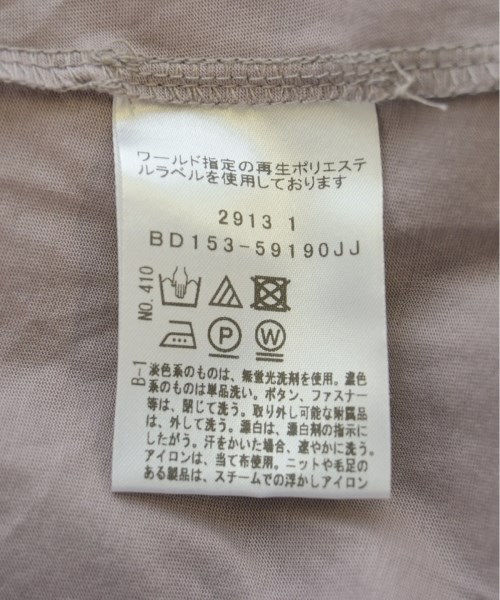 ワールド指定の再生ポリエステ
ルラベルを使用しております
2913 1
BD153-59190JJ
NO. 410
P
W
B-1
淡色系のものは、無蛍光洗剤を使用。濃色
系のものは単品洗い。ボタン、ファスナー
等は、閉じて洗う。取り外し可能な附属品
は、外して洗う。漂白は、漂白剤の指示に
したがう。汗をかいた場合、速やかに洗う。
アイロンは、当て布使用。ニットや毛足の
ある製品は、スチームでの浮かしアイロン